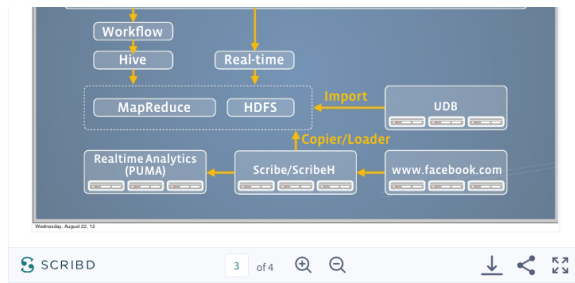 Workflow
Hive
Real-time
Import
MapReduce
HDFS
UDB
Copier/Loader
Realtime Analytics
(PUMA)
Scribe/ScribeH
www.facebook.com
Wednesday, August 22, 12
SCRIBD
3 of 4